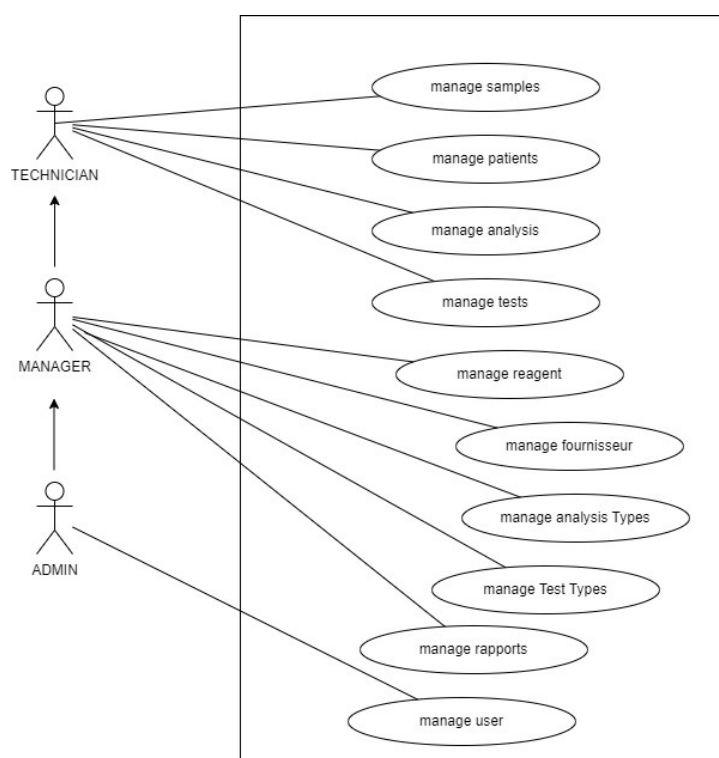 manage samples
manage patients
TECHNICIAN
manage analysis
manage tests
MANAGER
manage reagent
manage fournisseur
manage analysis Types
ADMIN
manage Test Types
manage rapports
manage user